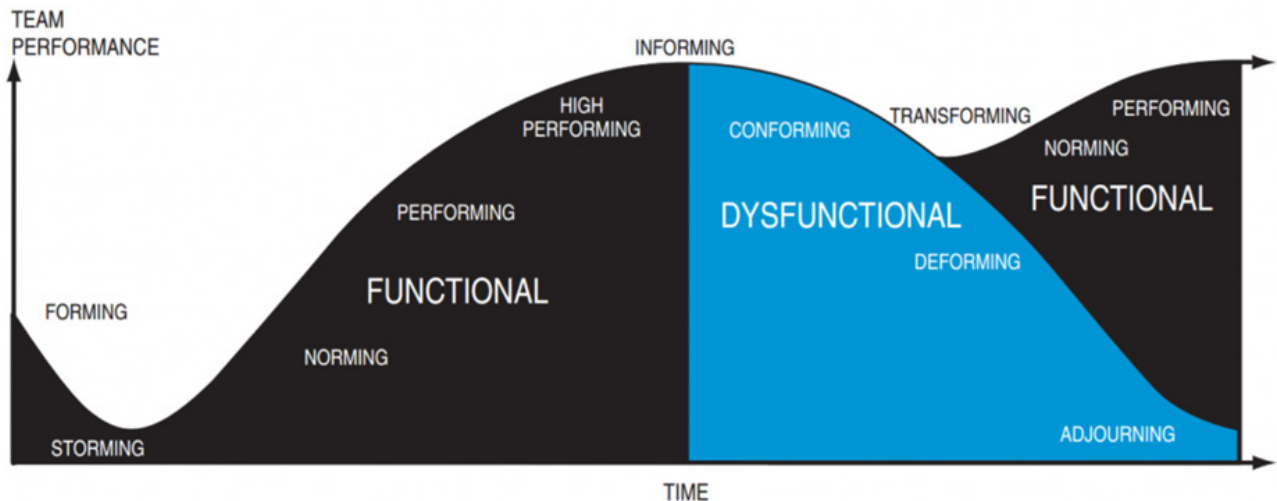 TEAM
PERFORMANCE
INFORMING
HIGH
PERFORMING
CONFORMING
TRANSFORMING
PERFORMING
NORMING
PERFORMING
DYSFUNCTIONAL
FUNCTIONAL
DEFORMING
FUNCTIONAL
FORMING
NORMING
STORMING
ADJOURNING
TIME